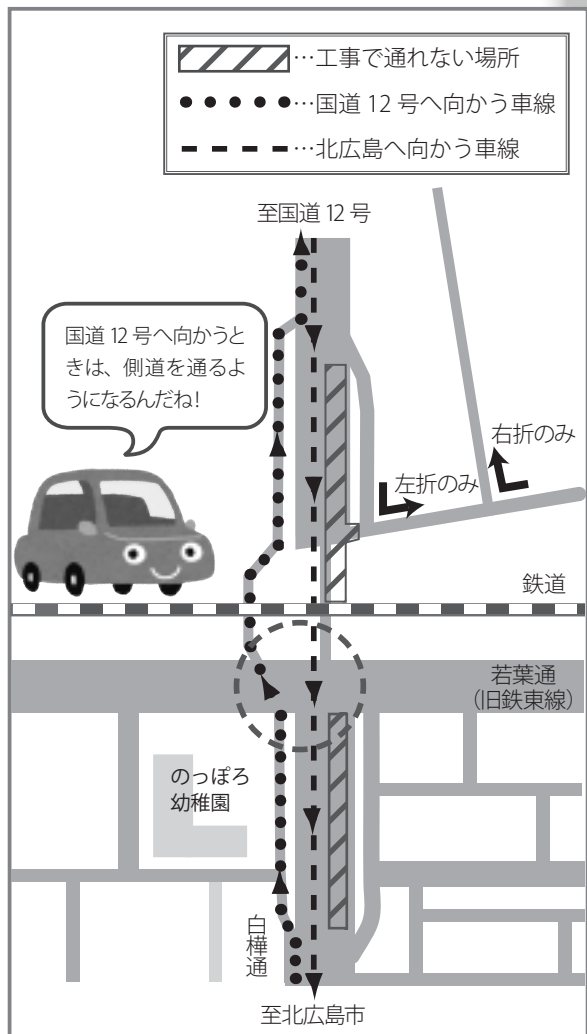 …工事で通れない場所
…国道 12 号へ向かう車線
…北広島へ向かう車線
至国道 12 号
国道 12 号へ向かうと
きは、側道を通るよ
うになるんだね!
右折のみ
左折のみ
鉄道
若葉通
(旧鉄東線)
のっぽろ
幼稚園
白樺通
至北広島市